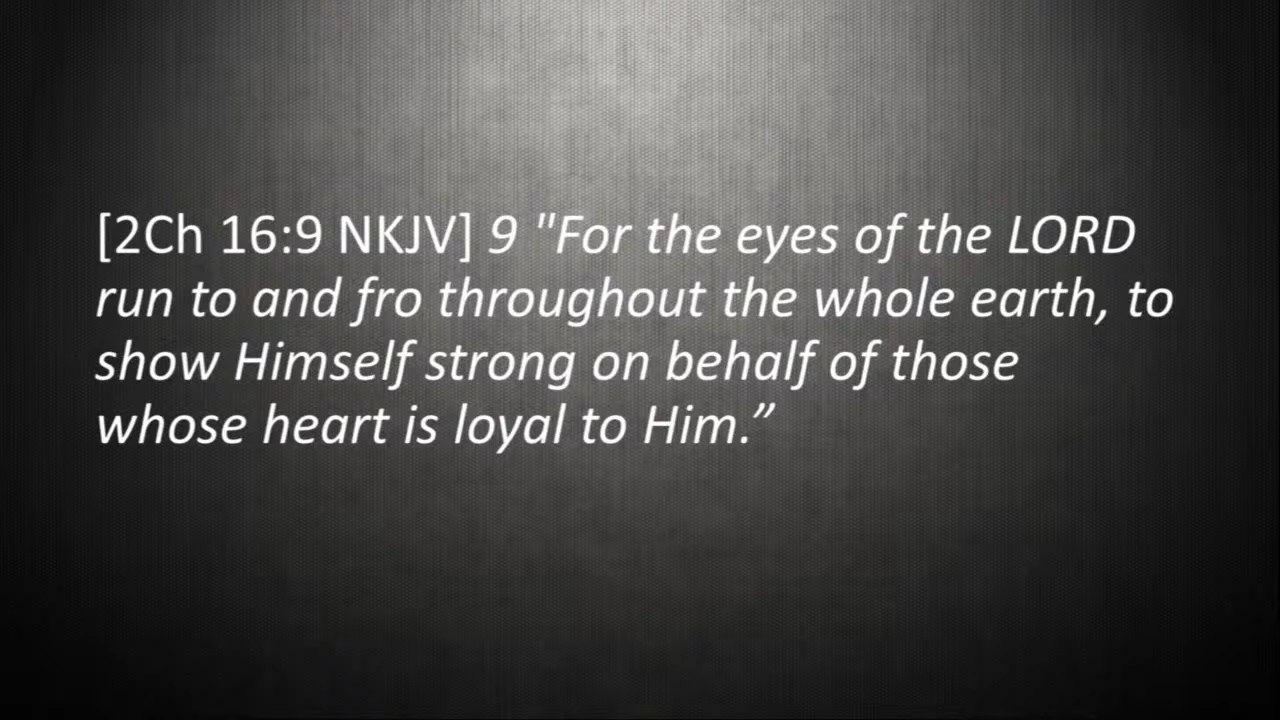 [2Ch 16:9 NKJV] 9 "For the eyes of the LORD
run to and fro throughout the whole earth, to
show Himself strong on behalf of those
whose heart is loyal to Him.”